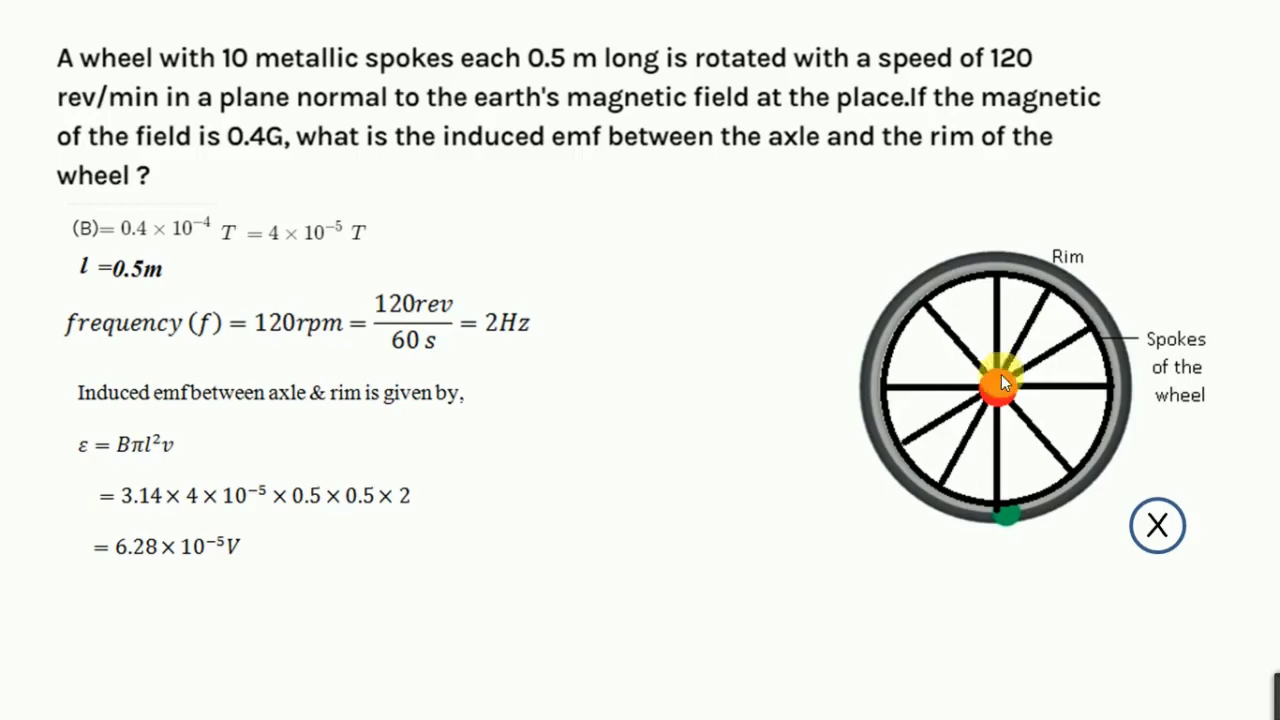 A wheel with 10 metallic spokes each 0.5 m long is rotated with a speed of 120
rev/min in a plane normal to the earth's magnetic field at the place.If the magnetic
of the field is 0.4G, what is the induced emf between the axle and the rim of the
wheel ?
(B)= 0.4 × 10⁻⁴ T = 4 × 10⁻⁵ T
l =0.5m
frequency (f) = 120rpm = 120rev / 60 s = 2Hz
Induced emf between axle & rim is given by,
ε = Bπl²v
= 3.14 × 4 × 10⁻⁵ × 0.5 × 0.5 × 2
= 6.28 × 10⁻⁵V
Rim
Spokes
of the
wheel
X